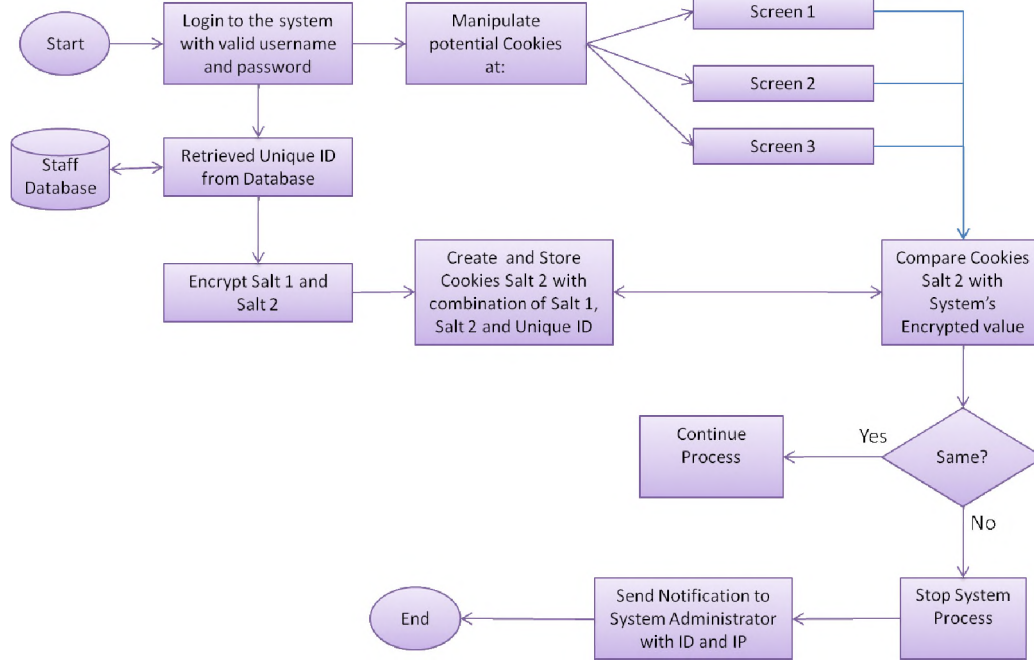 Start
Login to the system
with valid username
and password
Manipulate
potential Cookies
at:
Screen 1
Screen 2
Screen 3
Staff
Database
Retrieved Unique ID
from Database
Encrypt Salt 1 and
Salt 2
Create and Store
Cookies Salt 2 with
combination of Salt 1,
Salt 2 and Unique ID
Compare Cookies
Salt 2 with
System's
Encrypted value
Continue
Process
Yes
Same?
No
End
Send Notification to
System Administrator
with ID and IP
Stop System
Process